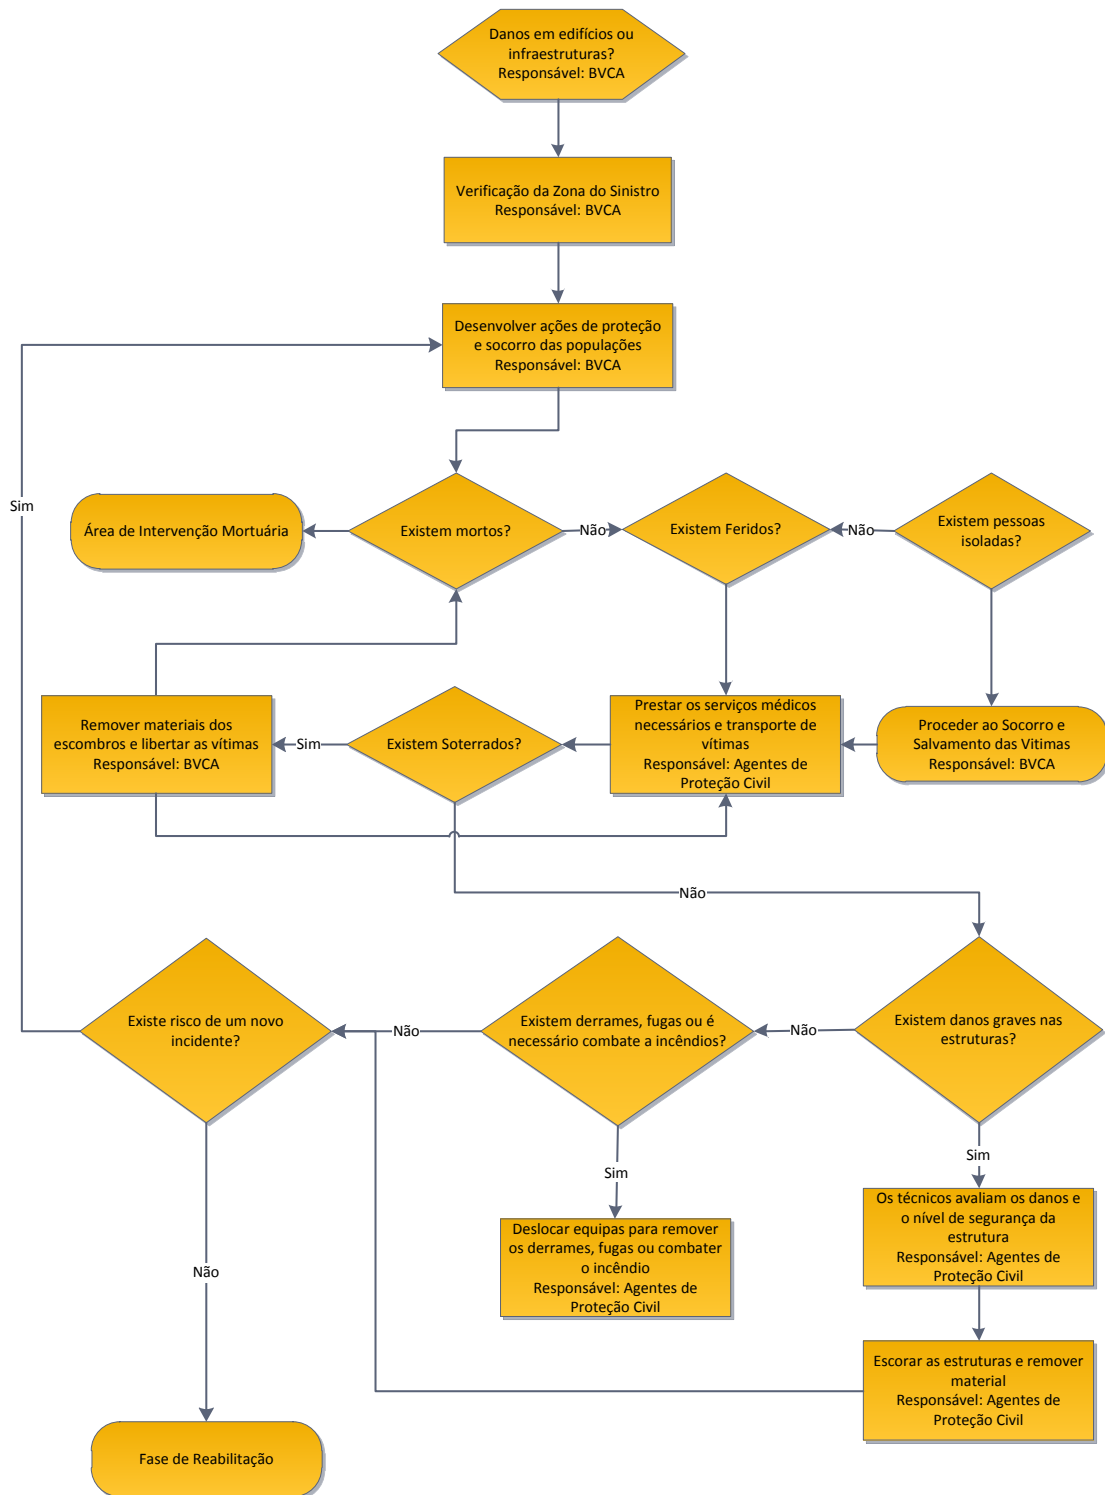 Danos em edifícios ou
infraestruturas?
Responsável: BVCA
Verificação da Zona do Sinistro
Responsável: BVCA
Desenvolver ações de proteção
e socorro das populações
Responsável: BVCA
Sim
Área de Intervenção Mortuária
Existem mortos?
Não
Existem Feridos?
Não
Existem pessoas
isoladas?
Remover materiais dos
escombros e libertar as vítimas
Responsável: BVCA
Sim
Existem Soterrados?
Prestar os serviços médicos
necessários e transporte de
vítimas
Responsável: Agentes de
Proteção Civil
Proceder ao Socorro e
Salvamento das Vitimas
Responsável: BVCA
Não
Existe risco de um novo
incidente?
Não
Existem derrames, fugas ou é
necessário combate a incêndios?
Não
Existem danos graves nas
estruturas?
Sim
Sim
Os técnicos avaliam os danos e
o nível de segurança da
estrutura
Responsável: Agentes de
Proteção Civil
Deslocar equipas para remover
os derrames, fugas ou combater
o incêndio
Responsável: Agentes de
Proteção Civil
Não
Escorar as estruturas e remover
material
Responsável: Agentes de
Proteção Civil
Fase de Reabilitação